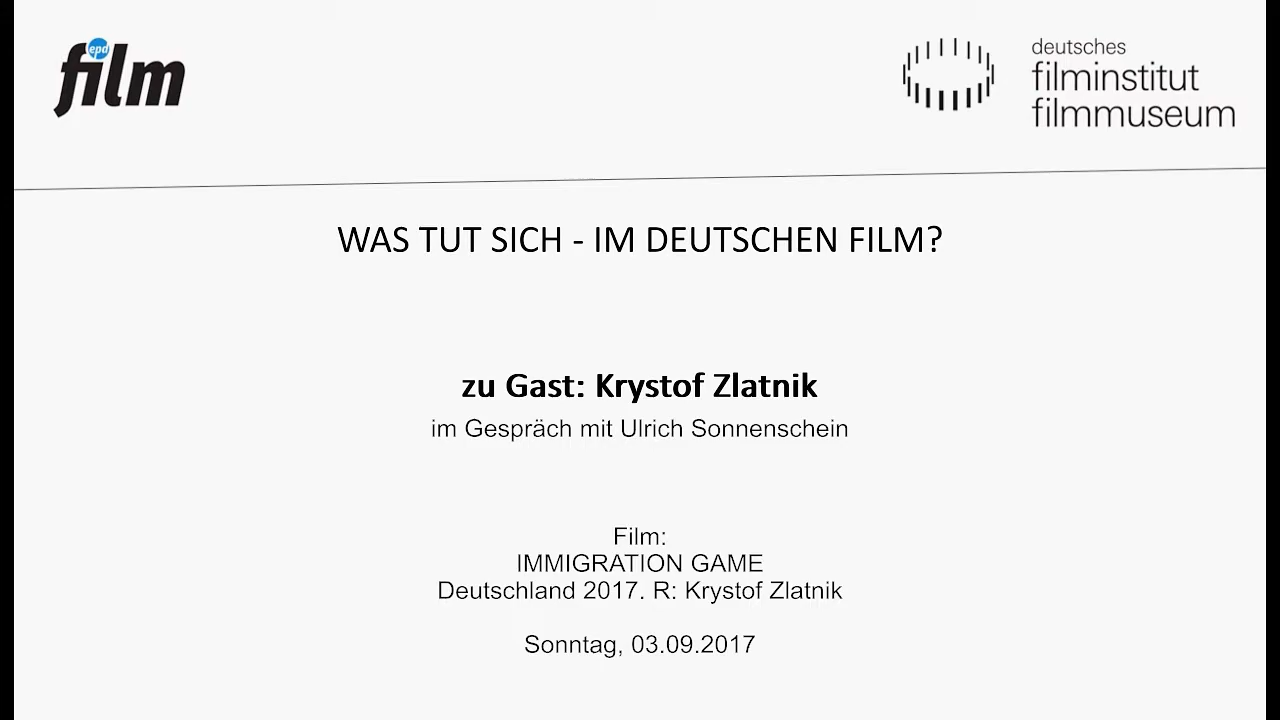 epd
film
deutsches
filminstitut
filmmuseum
WAS TUT SICH - IM DEUTSCHEN FILM?
zu Gast: Krystof Zlatnik
im Gespräch mit Ulrich Sonnenschein
Film:
IMMIGRATION GAME
Deutschland 2017. R: Krystof Zlatnik
Sonntag, 03.09.2017